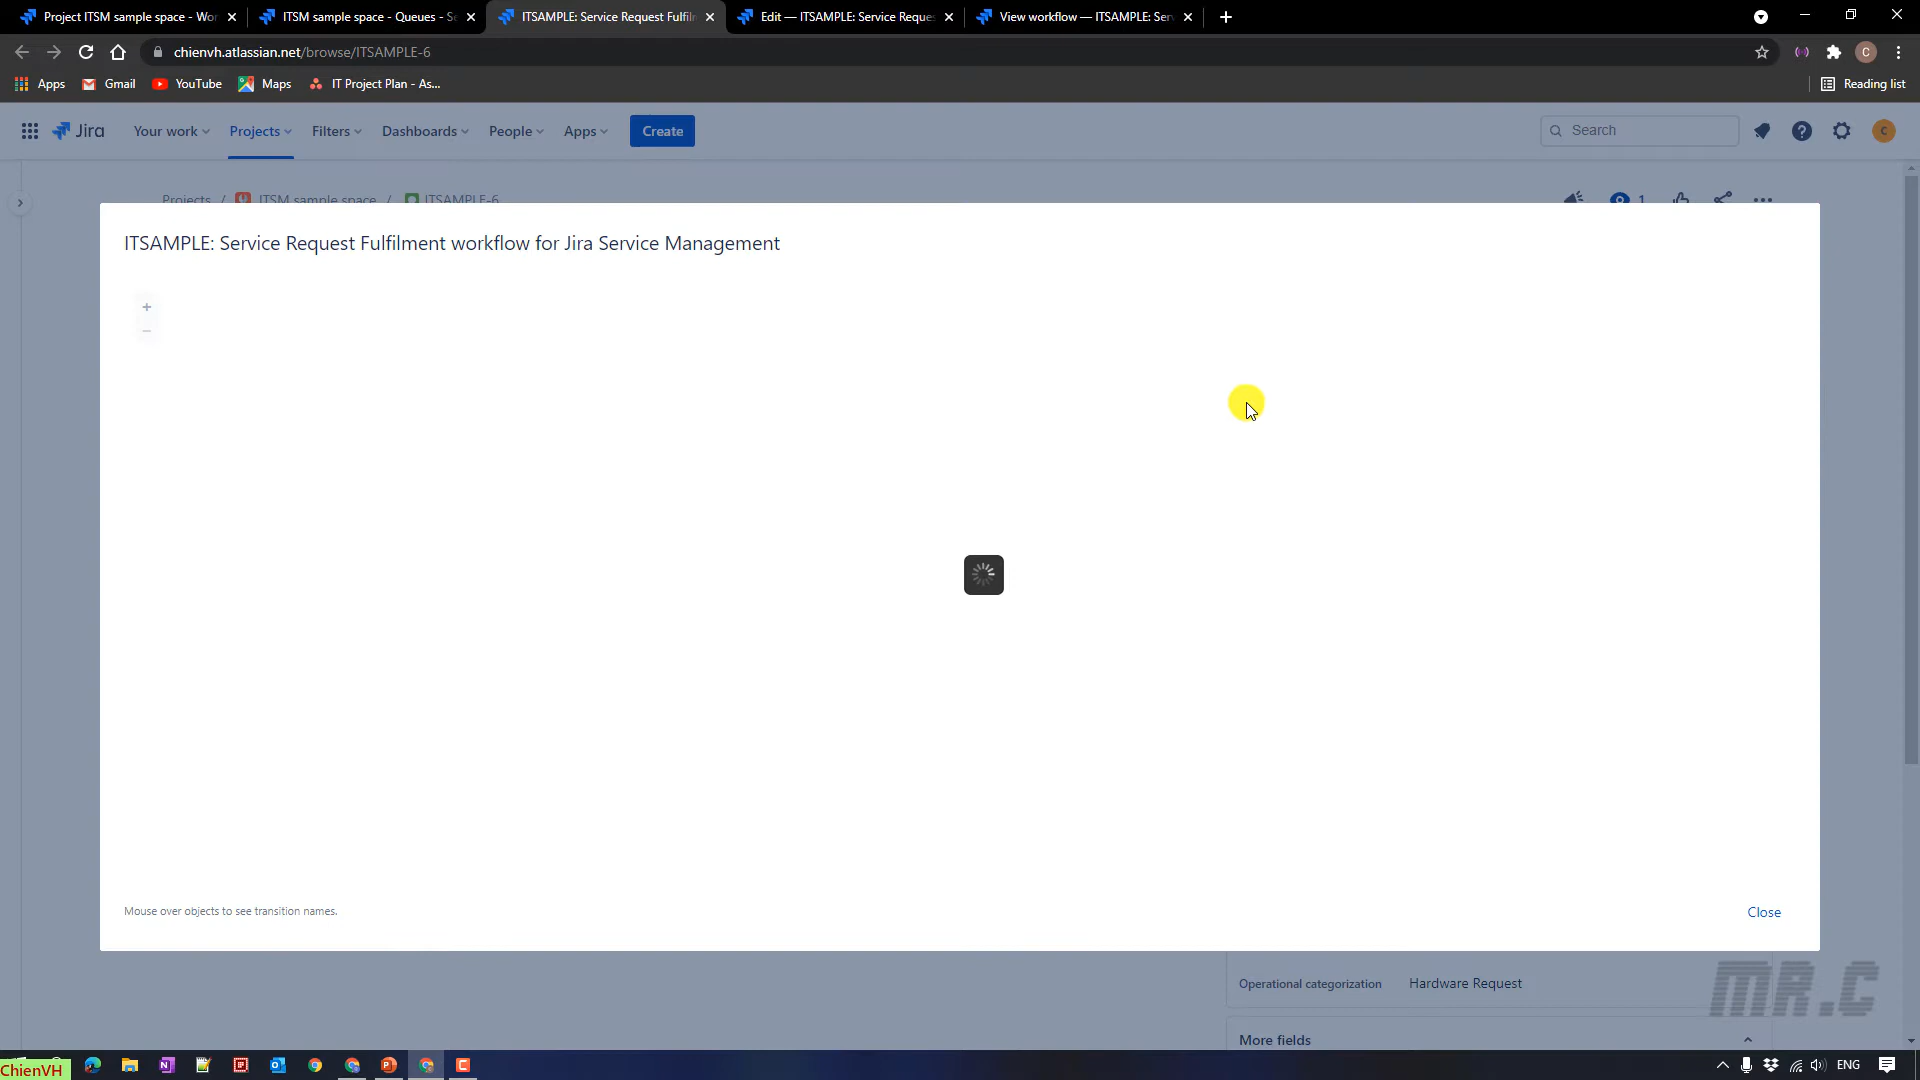 Project ITSM sample space - Wor
ITSM sample space - Queues - Se
ITSAMPLE: Service Request Fulfiln
Edit — ITSAMPLE: Service Reques
View workflow — ITSAMPLE: Ser
chienvh.atlassian.net/browse/ITSAMPLE-6
C
Apps
Gmail
YouTube
Maps
IT Project Plan - As...
Reading list
Jira
Your work
Projects
Filters
Dashboards
People
Apps
Create
Search
C
Projects / ITSM sample space / ITSAMPLE-6
1
ITSAMPLE: Service Request Fulfilment workflow for Jira Service Management
+
−
Mouse over objects to see transition names.
Close
Operational categorization Hardware Request
MR.C
More fields
ChienVH
ENG